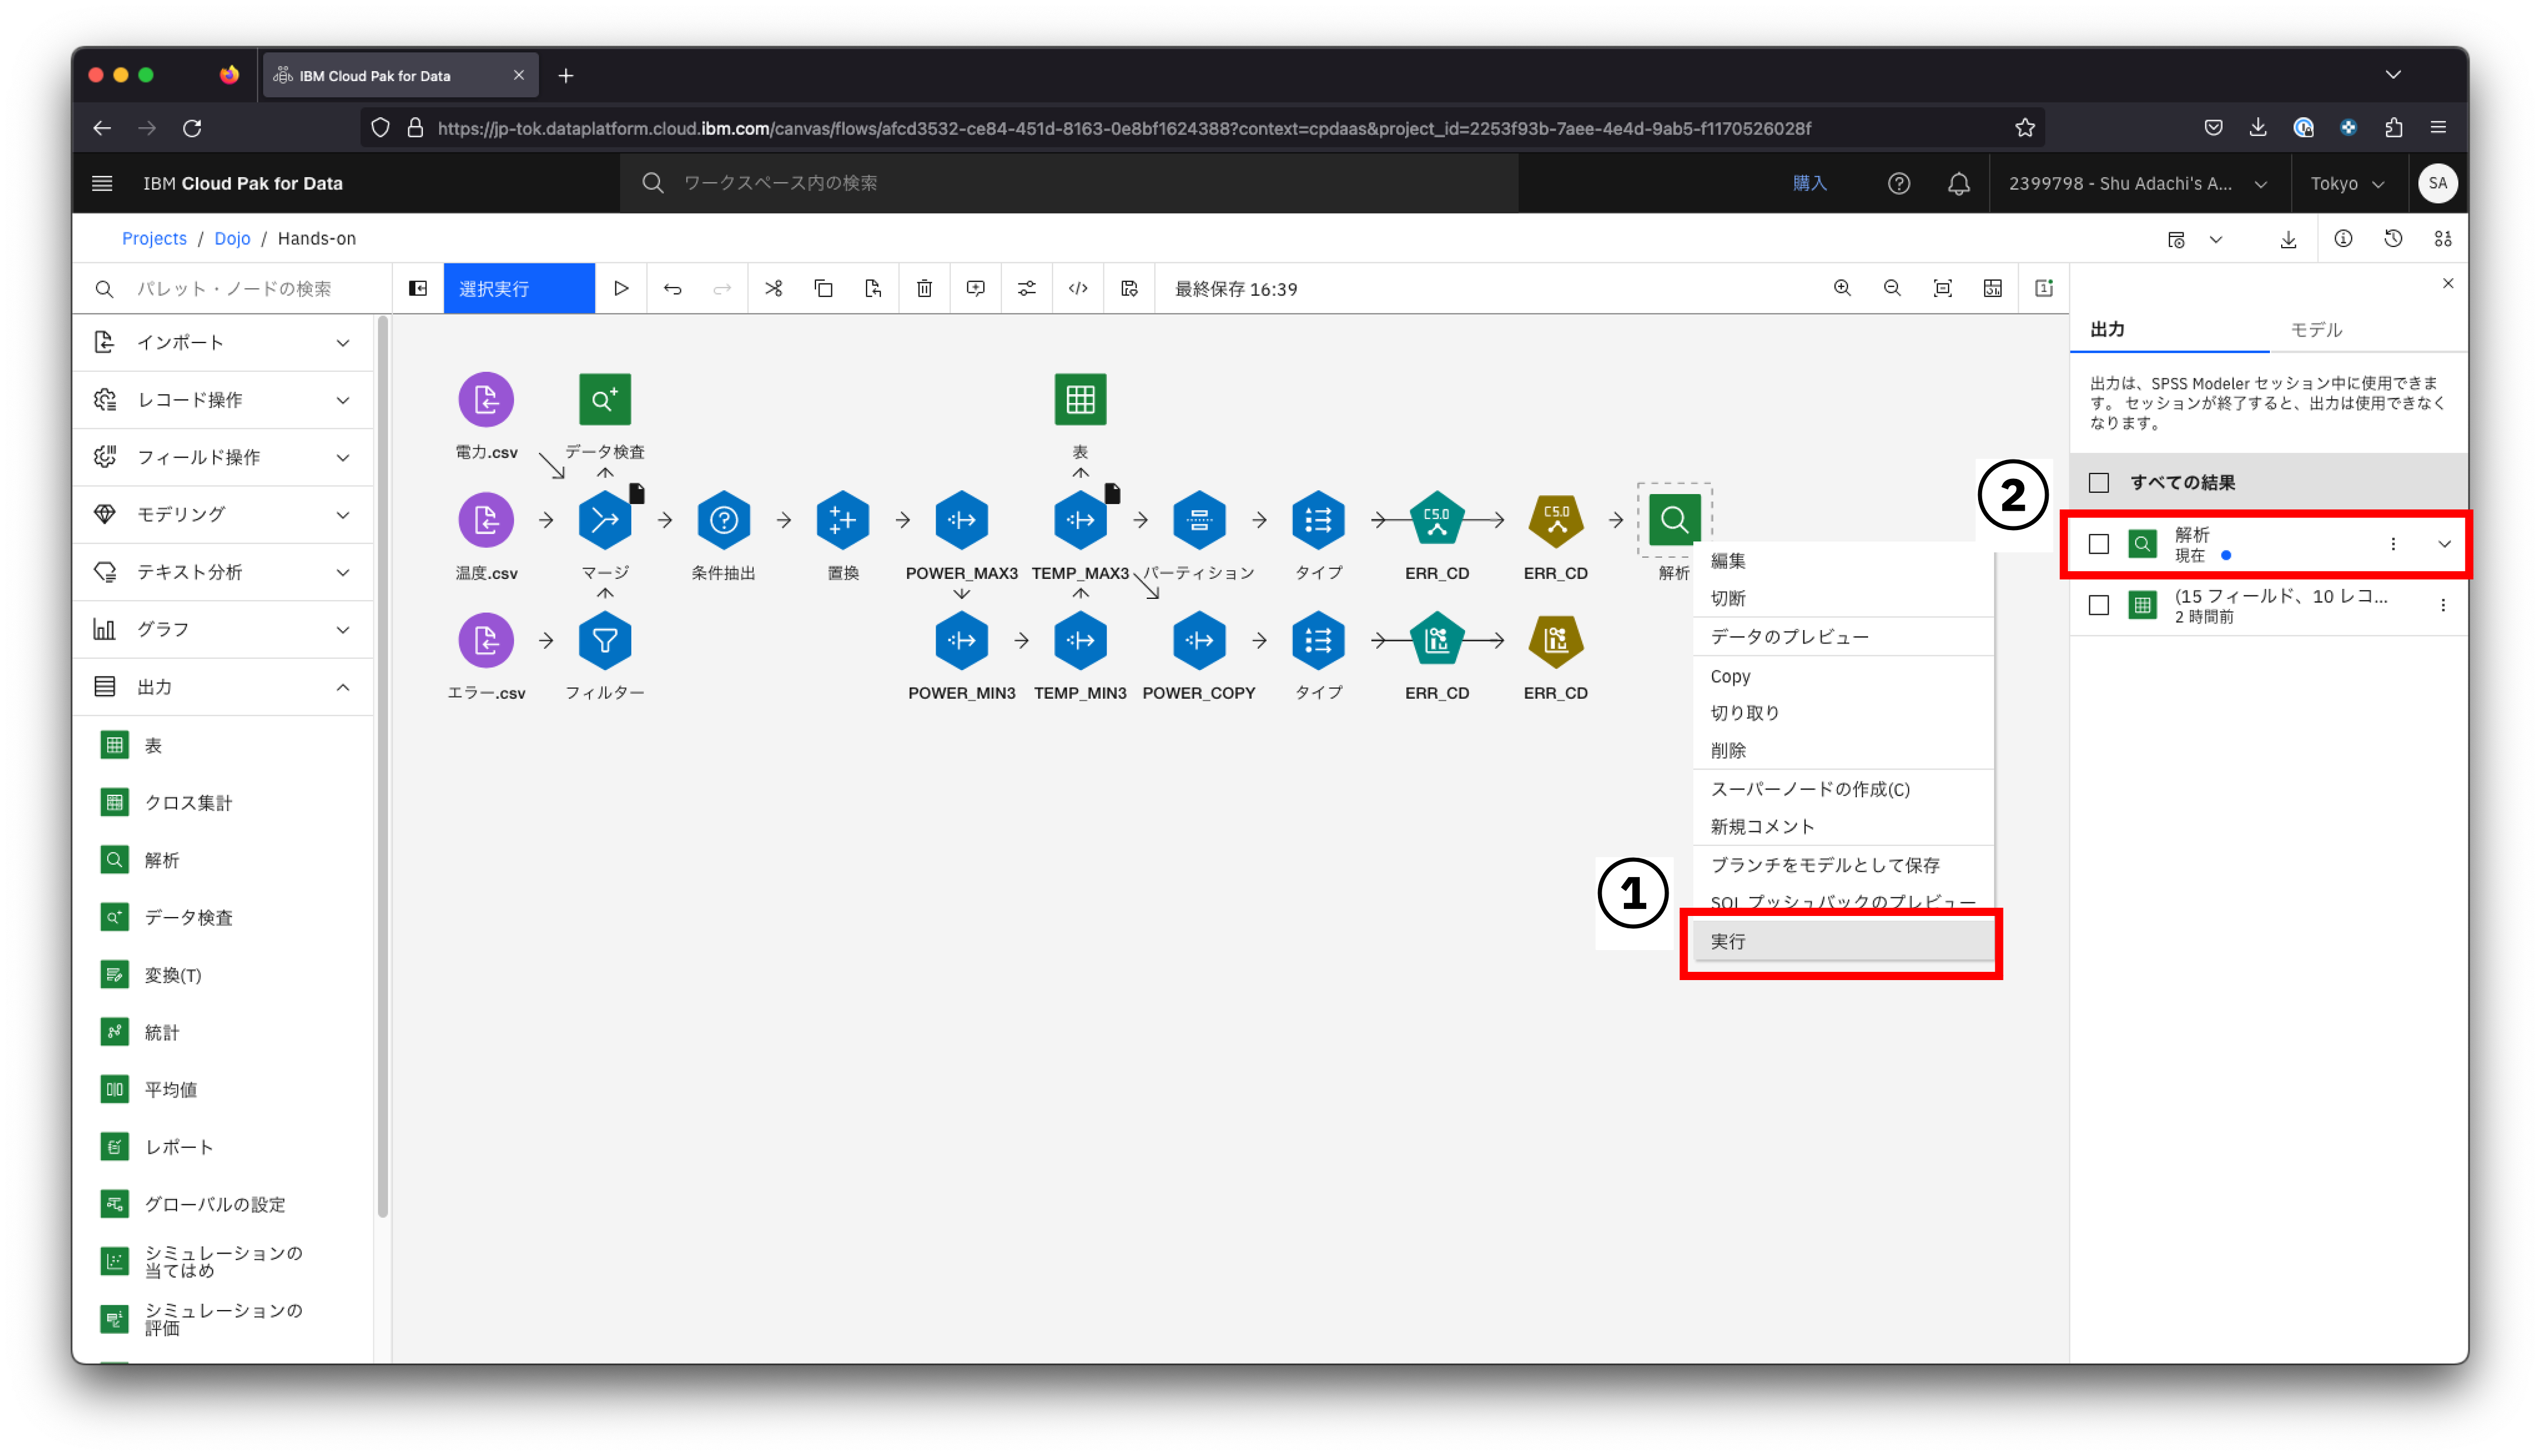 IBM Cloud Pak for Data
https://jp-tok.dataplatform.cloud.ibm.com/canvas/flows/afcd3532-ce84-451d-8163-0e8bf1624388?context=cpdaas&project_id=2253f93b-7aee-4e4d-9ab5-f1170526028f
IBM Cloud Pak for Data
ワークスペース内の検索
購入
2399798 - Shu Adachi's A...
Tokyo
SA
Projects / Dojo / Hands-on
パレット・ノードの検索
選択実行
最終保存 16:39
インポート
レコード操作
フィールド操作
モデリング
テキスト分析
グラフ
出力
表
クロス集計
解析
データ検査
変換(T)
統計
平均値
レポート
グローバルの設定
シミュレーションの
当てはめ
シミュレーションの
評価
電力.csv
データ検査
表
C5.0
C5.0
温度.csv
マージ
条件抽出
置換
POWER_MAX3
TEMP_MAX3
パーティション
タイプ
ERR_CD
ERR_CD
解析
エラー.csv
フィルター
POWER_MIN3
TEMP_MIN3
POWER_COPY
タイプ
ERR_CD
ERR_CD
編集
切断
データのプレビュー
Copy
切り取り
削除
スーパーノードの作成(C)
新規コメント
ブランチをモデルとして保存
SQL プッシュバックのプレビュー
1
実行
2
出力
モデル
出力は、SPSS Modeler セッション中に使用できま
す。 セッションが終了すると、出力は使用できなく
なります。
すべての結果
解析
現在
(15 フィールド、10 レコ...
2 時間前